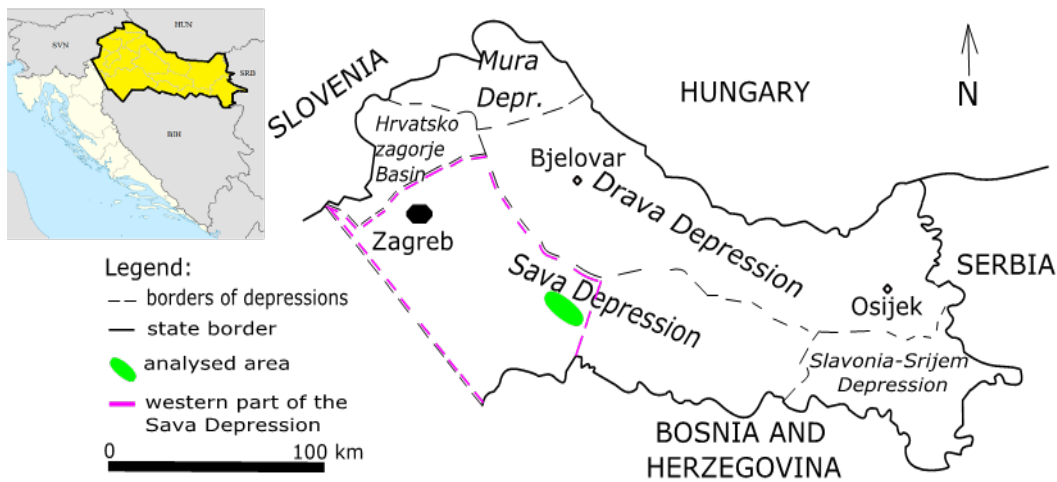 HUN
SVN
SRB
BIH
SLOVENIA
Mura
Depr.
HUNGARY
N
Hrvatsko
zagorje
Basin
Bjelovar
Drava Depression
Zagreb
Sava Depression
SERBIA
Osijek
Slavonia-Srijem
Depression
BOSNIA AND
HERZEGOVINA
Legend:
borders of depressions
state border
analysed area
western part of the
Sava Depression
0 100 km